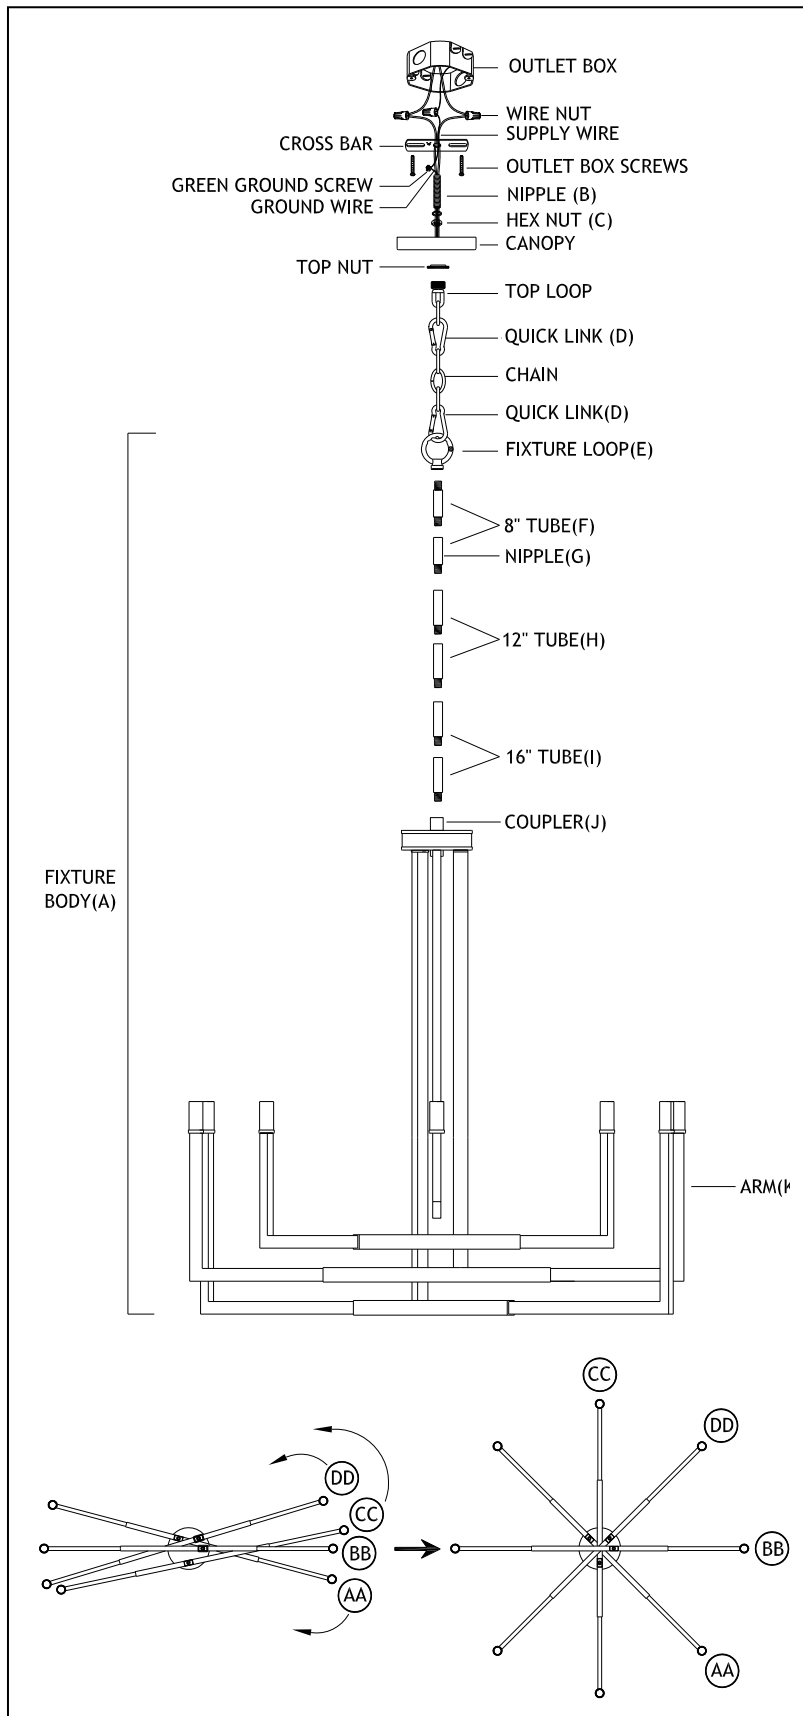 OUTLET BOX
WIRE NUT
SUPPLY WIRE
CROSS BAR
OUTLET BOX SCREWS
GREEN GROUND SCREW
NIPPLE (B)
GROUND WIRE
HEX NUT (C)
CANOPY
TOP NUT
TOP LOOP
QUICK LINK (D)
CHAIN
QUICK LINK(D)
FIXTURE LOOP(E)
8" TUBE(F)
NIPPLE(G)
12" TUBE(H)
16" TUBE(I)
COUPLER(J)
FIXTURE
BODY(A)
ARM(K
CC
DD
DD
CC
BB
BB
AA
AA